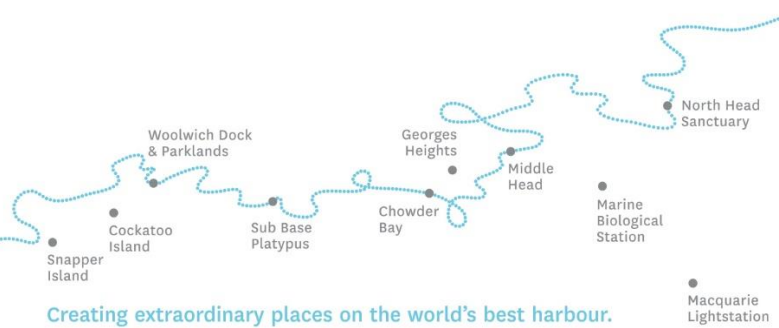 North Head
Sanctuary
Woolwich Dock
& Parklands
Georges
Heights
Middle
Head
Marine
Biological
Station
Chowder
Bay
Sub Base
Platypus
Cockatoo
Island
Snapper
Island
Macquarie
Lightstation
Creating extraordinary places on the world’s best harbour.